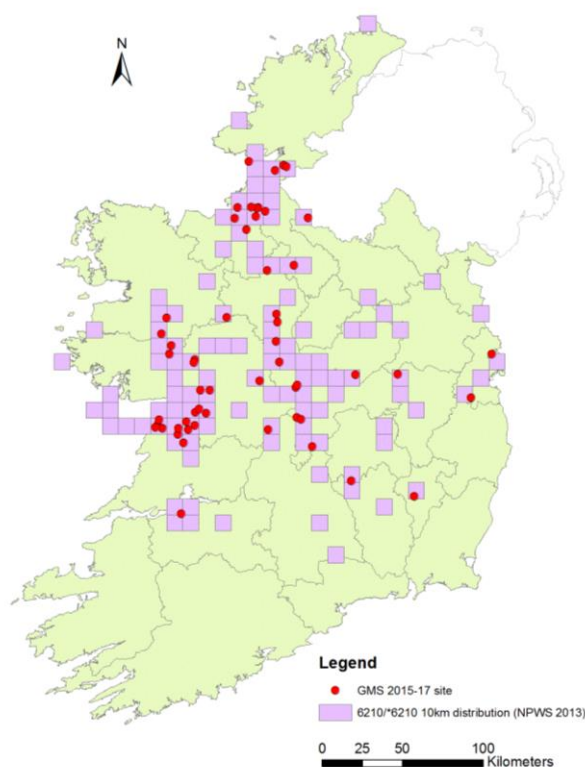 N
Legend
GMS 2015-17 site
6210/*6210 10km distribution (NPWS 2013)
0 25 50 100
Kilometers